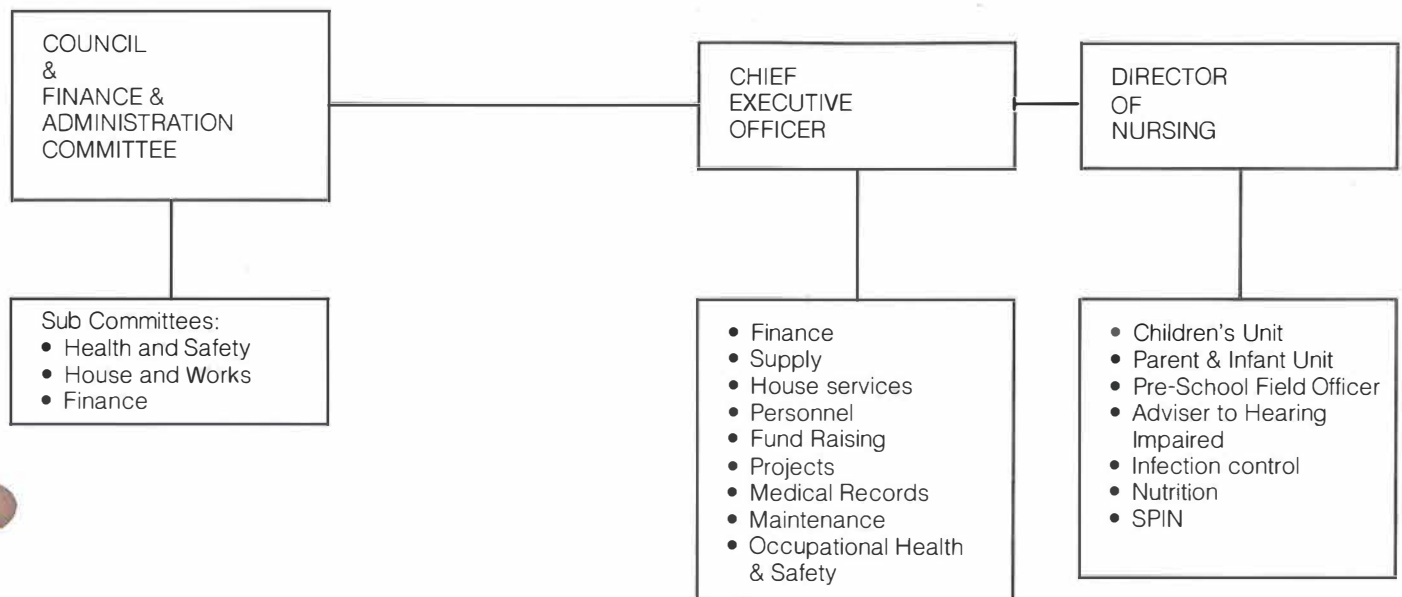 COUNCIL
&
FINANCE &
ADMINISTRATION
COMMITTEE
CHIEF
EXECUTIVE
OFFICER
DIRECTOR
OF
NURSING
Sub Committees:
• Health and Safety
• House and Works
• Finance
• Finance
• Supply
• House services
• Personnel
• Fund Raising
• Projects
• Medical Records
• Maintenance
• Occupational Health
& Safety
• Children's Unit
• Parent & Infant Unit
• Pre-School Field Officer
• Adviser to Hearing
Impaired
• Infection control
• Nutrition
• SPIN